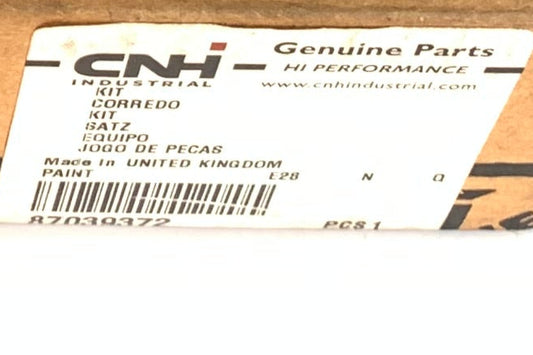 CNH
INDUSTRIAL
Genuine Parts
HI PERFORMANCE
www.cnhindustrial.com
KIT
CORREDO
KIT
SATZ
EQUIPO
JOGO DE PECAS
Made in UNITED KINGDOM
PAINT E28 N Q
87039372 PCS 1